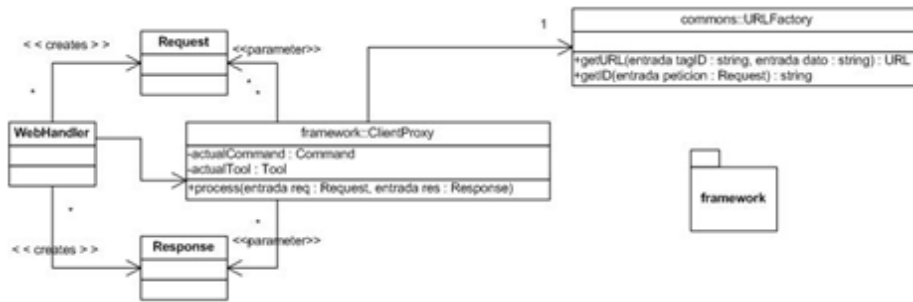 1
commons::URLFactory
+getURL(entrada tagID : string, entrada dato : string) : URL
+getID(entrada peticion : Request) : string
< < creates > >
Request
<<parameter>>
*
*
*
WebHandler
framework::ClientProxy
-actualCommand : Command
-actualTool : Tool
+process(entrada req : Request, entrada res : Response)
framework
*
*
< < creates > >
Response
<<parameter>>
*